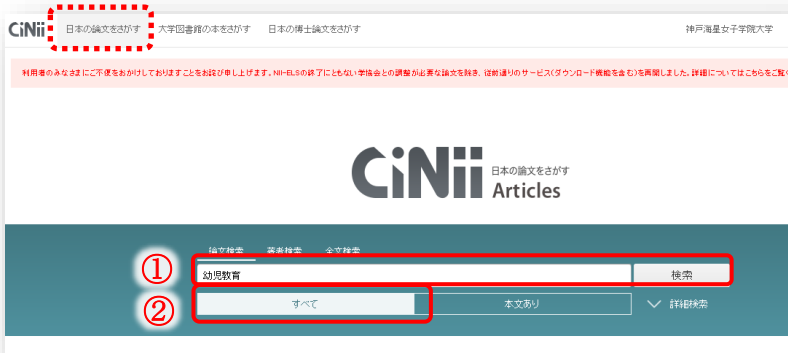 CiNii 日本の論文をさがす 大学図書館の本をさがす 日本の博士論文をさがす 神戸海星女子学院大学
利用者のみなさまにご不便をおかけしておりますことをお詫び申し上げます。NII-ELSの終了にともない学協会との調整が必要な論文を除き、従前通りのサービス(ダウンロード機能を含む)を再開しました。詳細についてはこちらをご覧く
CiNii 日本の論文をさがす
Articles
論文検索 著者検索 全文検索
① 幼児教育 検索
② すべて 本文あり 詳細検索